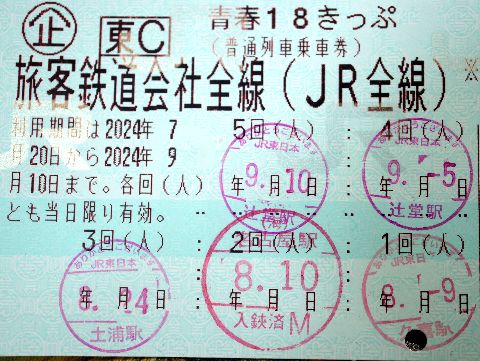 企 東C 青春18きっぷ
(普通列車乗車券)
旅客鉄道会社全線(JR全線)※
利用期間は2024年 7
月20日から2024年 9
月10日まで。各回(人)
とも当日限り有効。
5回(人) : 4回(人)
JR東日本 9.10 辻堂駅
JR東日本 9.-5 辻堂駅
年 月 日 : 年 月 日
3回(人) : 2回(人) : 1回(人)
JR東日本 8.14 土浦駅
8.10 入鋏済M
JR東日本 8.-9
年 月 日 : 年 月 日 : 年 月 日